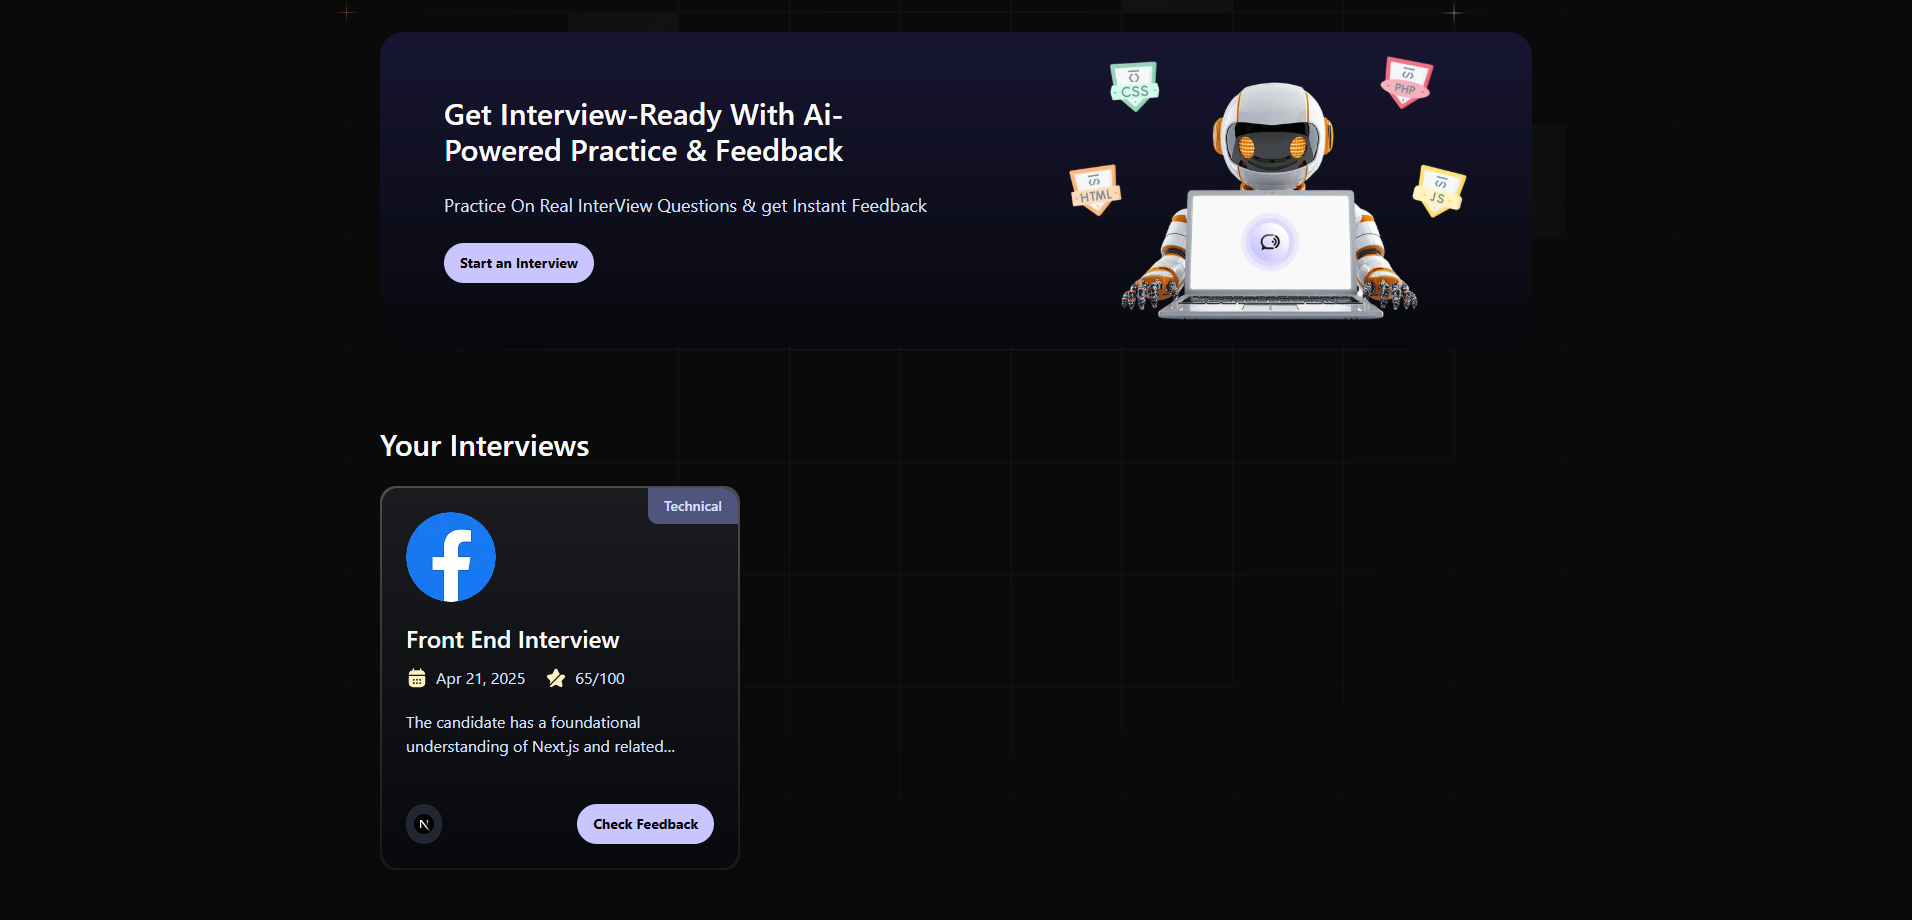 Get Interview-Ready With Ai-
Powered Practice & Feedback
Practice On Real InterView Questions & get Instant Feedback
Start an Interview
CSS
PHP
HTML
JS
Your Interviews
Technical
Front End Interview
Apr 21, 2025
65/100
The candidate has a foundational
understanding of Next.js and related...
N
Check Feedback